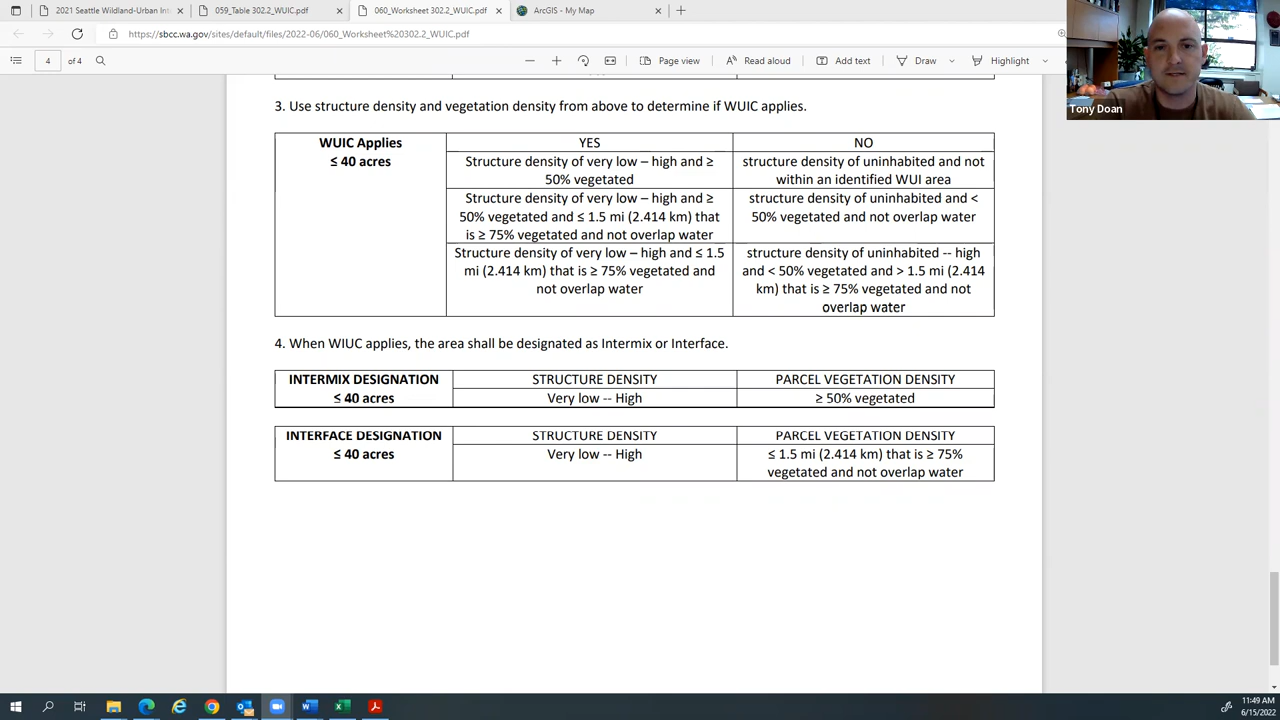 2021 Seattle Wildland-Urban Int
059_Table 302.2_WUIC.pdf
060_Worksheet 302.2_WUIC.pdf
ArcGIS - My Map
https://sbcc.wa.gov/sites/default/files/2022-06/060_Worksheet%20302.2_WUIC.pdf
4
of 4
Page view
Read aloud
Add text
Draw
Highlight
Tony Doan
3. Use structure density and vegetation density from above to determine if WUIC applies.
WUIC Applies
≤ 40 acres
YES
NO
Structure density of very low – high and ≥
50% vegetated
structure density of uninhabited and not
within an identified WUI area
Structure density of very low – high and ≥
50% vegetated and ≤ 1.5 mi (2.414 km) that
is ≥ 75% vegetated and not overlap water
structure density of uninhabited and <
50% vegetated and not overlap water
Structure density of very low – high and ≤ 1.5
mi (2.414 km) that is ≥ 75% vegetated and
not overlap water
structure density of uninhabited -- high
and < 50% vegetated and > 1.5 mi (2.414
km) that is ≥ 75% vegetated and not
overlap water
4. When WIUC applies, the area shall be designated as Intermix or Interface.
INTERMIX DESIGNATION
≤ 40 acres
STRUCTURE DENSITY
PARCEL VEGETATION DENSITY
Very low -- High
≥ 50% vegetated
INTERFACE DESIGNATION
≤ 40 acres
STRUCTURE DENSITY
PARCEL VEGETATION DENSITY
Very low -- High
≤ 1.5 mi (2.414 km) that is ≥ 75%
vegetated and not overlap water
11:49 AM
6/15/2022